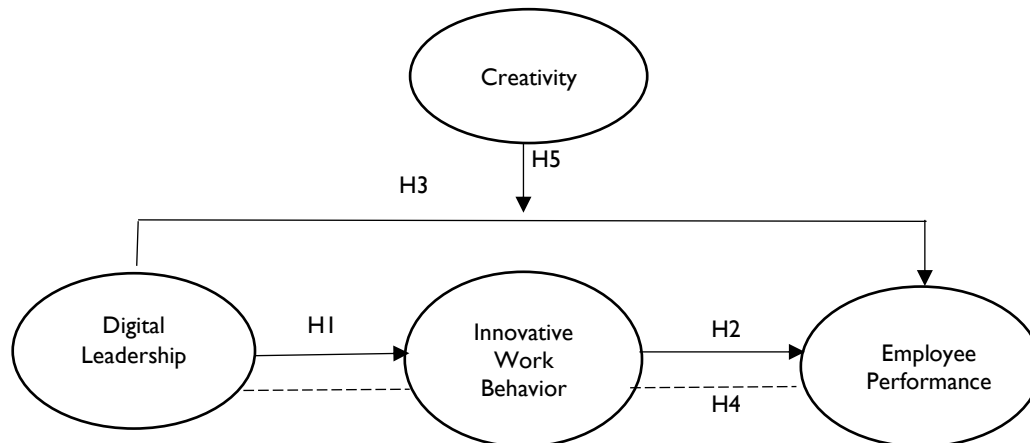 Creativity
H5
H3
Digital
Leadership
H1
Innovative
Work
Behavior
H2
Employee
Performance
H4